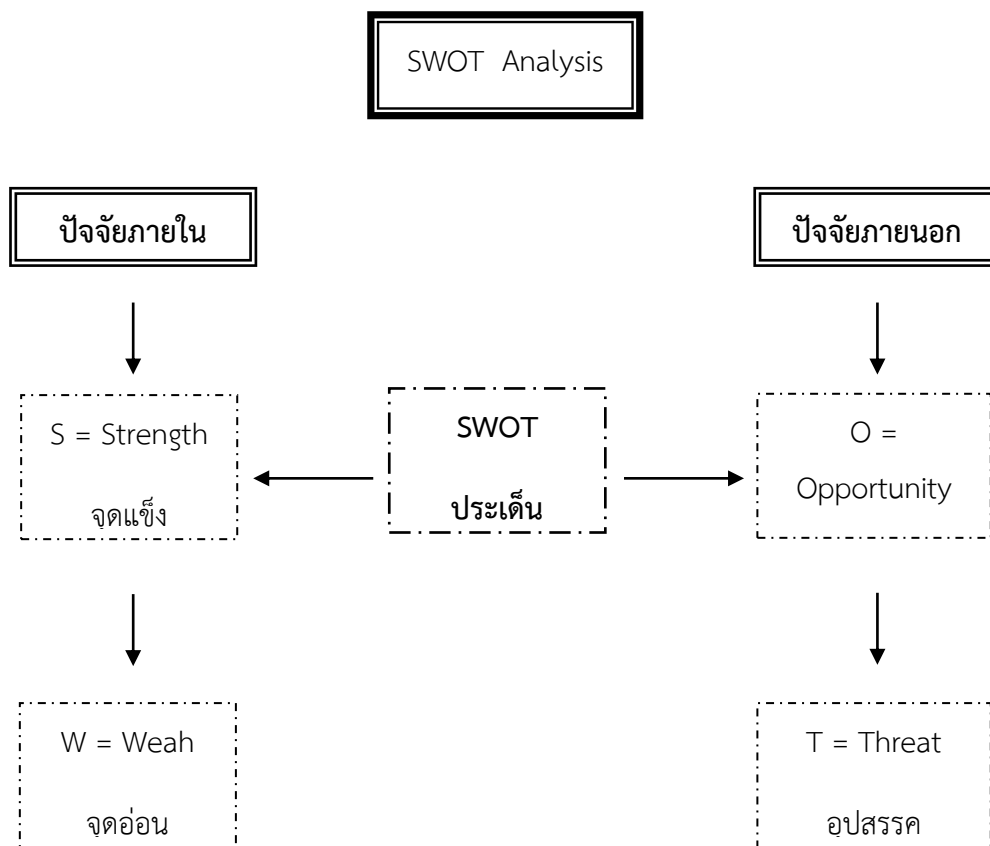 SWOT Analysis
ปัจจัยภายใน
ปัจจัยภายนอก
S = Strength
จุดแข็ง
SWOT
ประเด็น
O =
Opportunity
W = Weah
จุดอ่อน
T = Threat
อุปสรรค